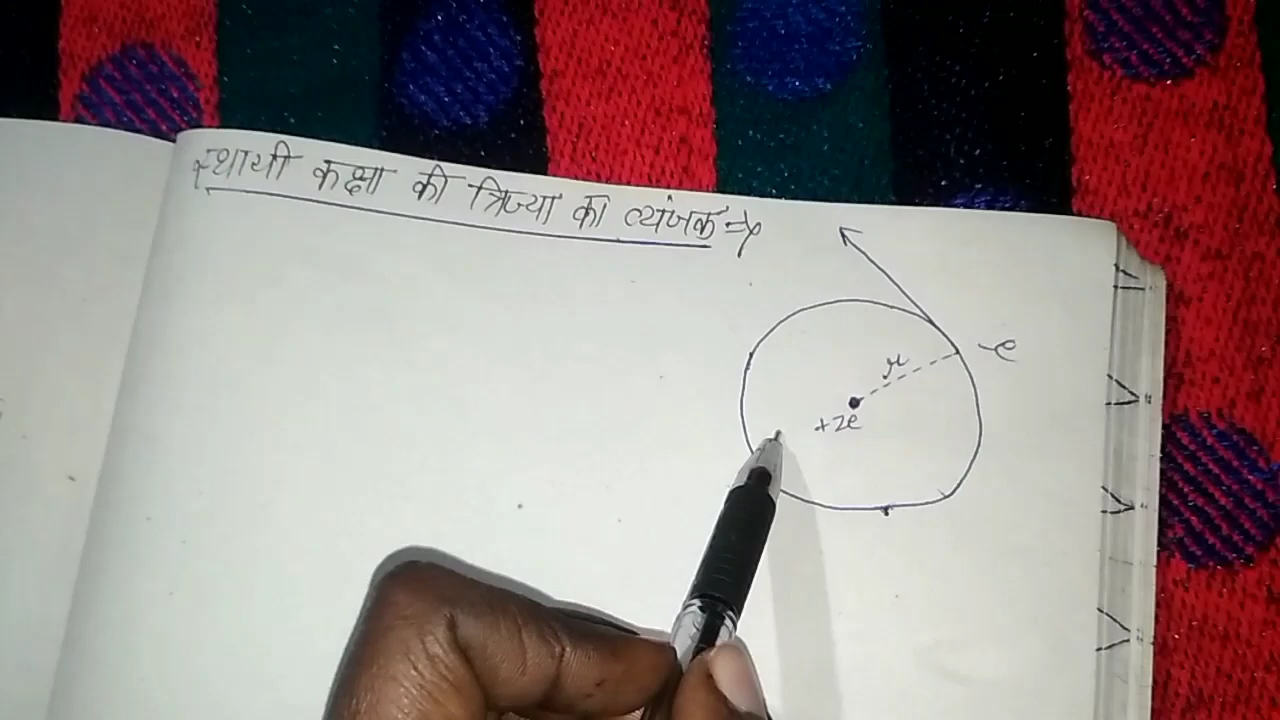 स्थायी कक्षा की त्रिज्या का व्यंजक ⇒
-e
r
+ze